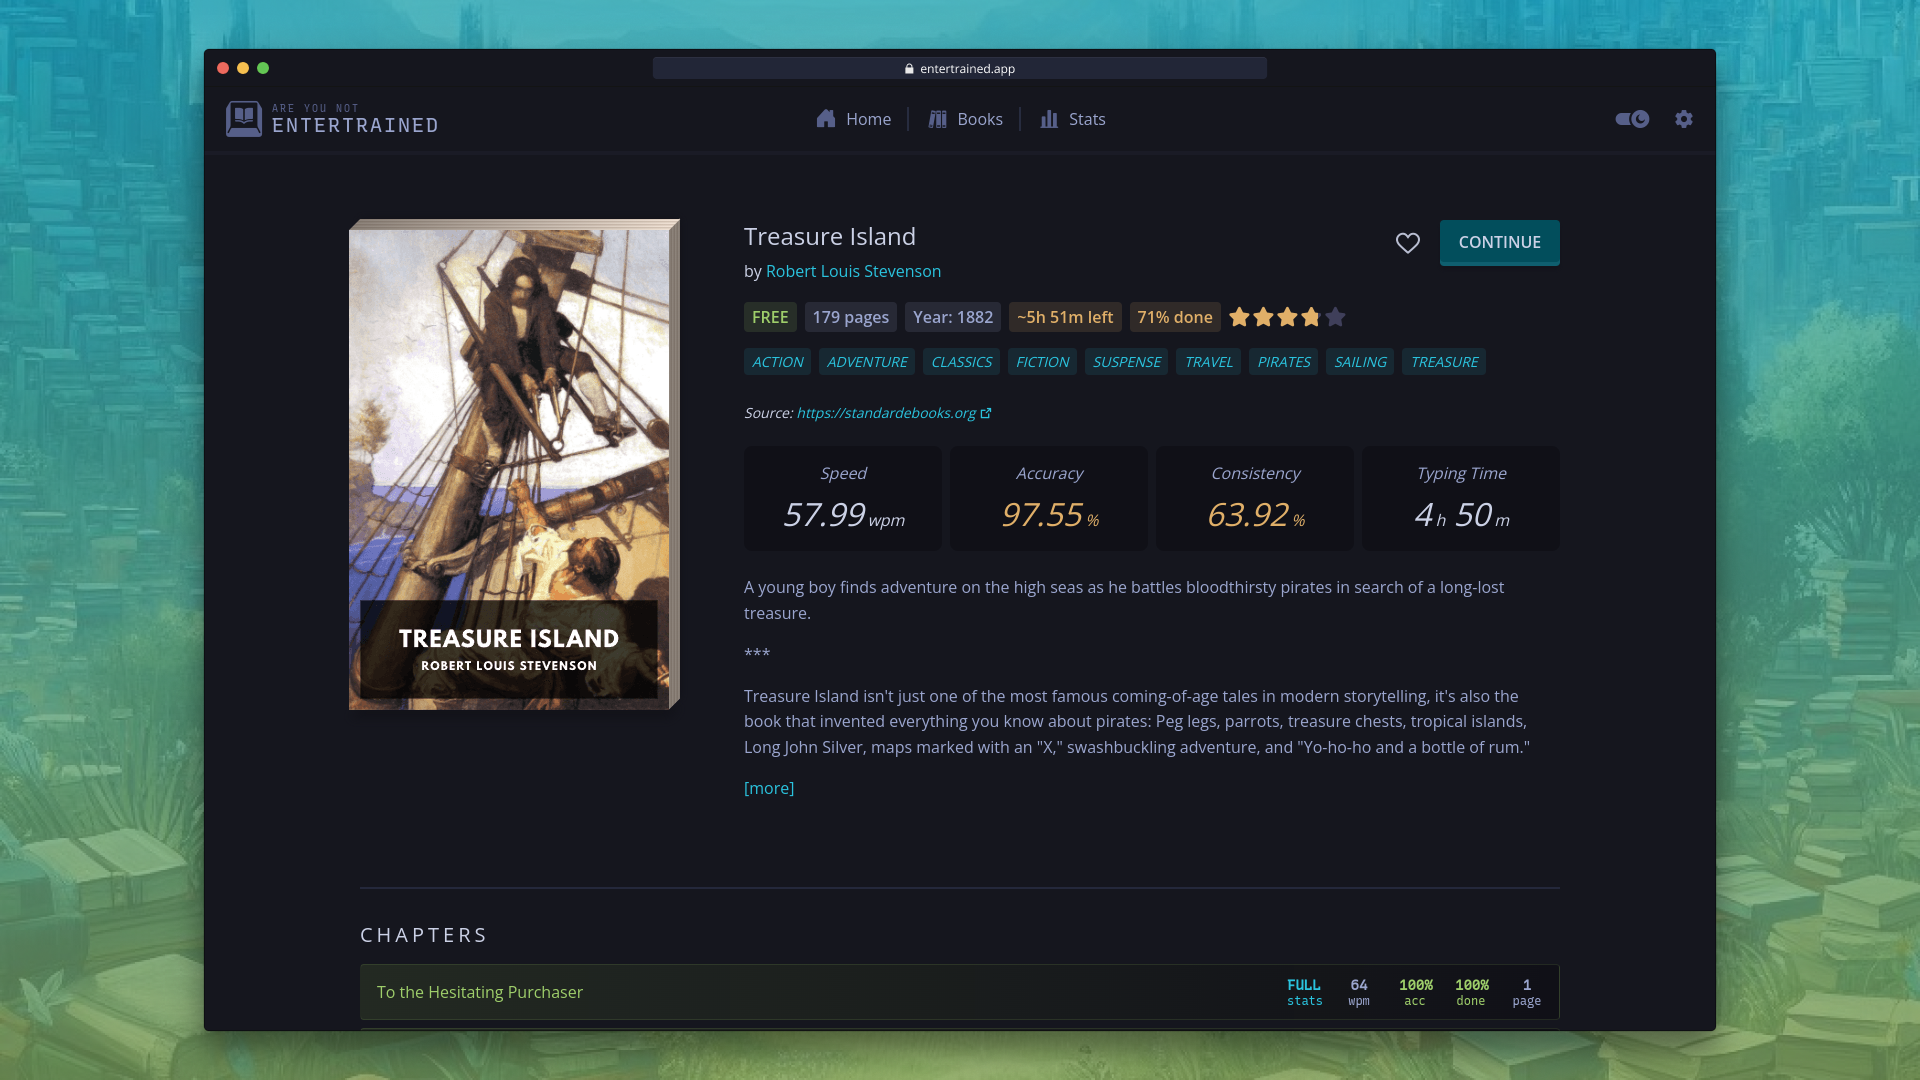 entertrained.app
ARE YOU NOT
ENTERTRAINED
Home
Books
Stats
TREASURE ISLAND
ROBERT LOUIS STEVENSON
Treasure Island
CONTINUE
by Robert Louis Stevenson
FREE 179 pages Year: 1882 ~5h 51m left 71% done
ACTION ADVENTURE CLASSICS FICTION SUSPENSE TRAVEL PIRATES SAILING TREASURE
Source: https://standardebooks.org
Speed
57.99 wpm
Accuracy
97.55 %
Consistency
63.92 %
Typing Time
4 h 50 m
A young boy finds adventure on the high seas as he battles bloodthirsty pirates in search of a long-lost
treasure.
***
Treasure Island isn't just one of the most famous coming-of-age tales in modern storytelling, it's also the
book that invented everything you know about pirates: Peg legs, parrots, treasure chests, tropical islands,
Long John Silver, maps marked with an "X," swashbuckling adventure, and "Yo-ho-ho and a bottle of rum."
[more]
CHAPTERS
To the Hesitating Purchaser
FULL
stats
64
wpm
100%
acc
100%
done
1
page